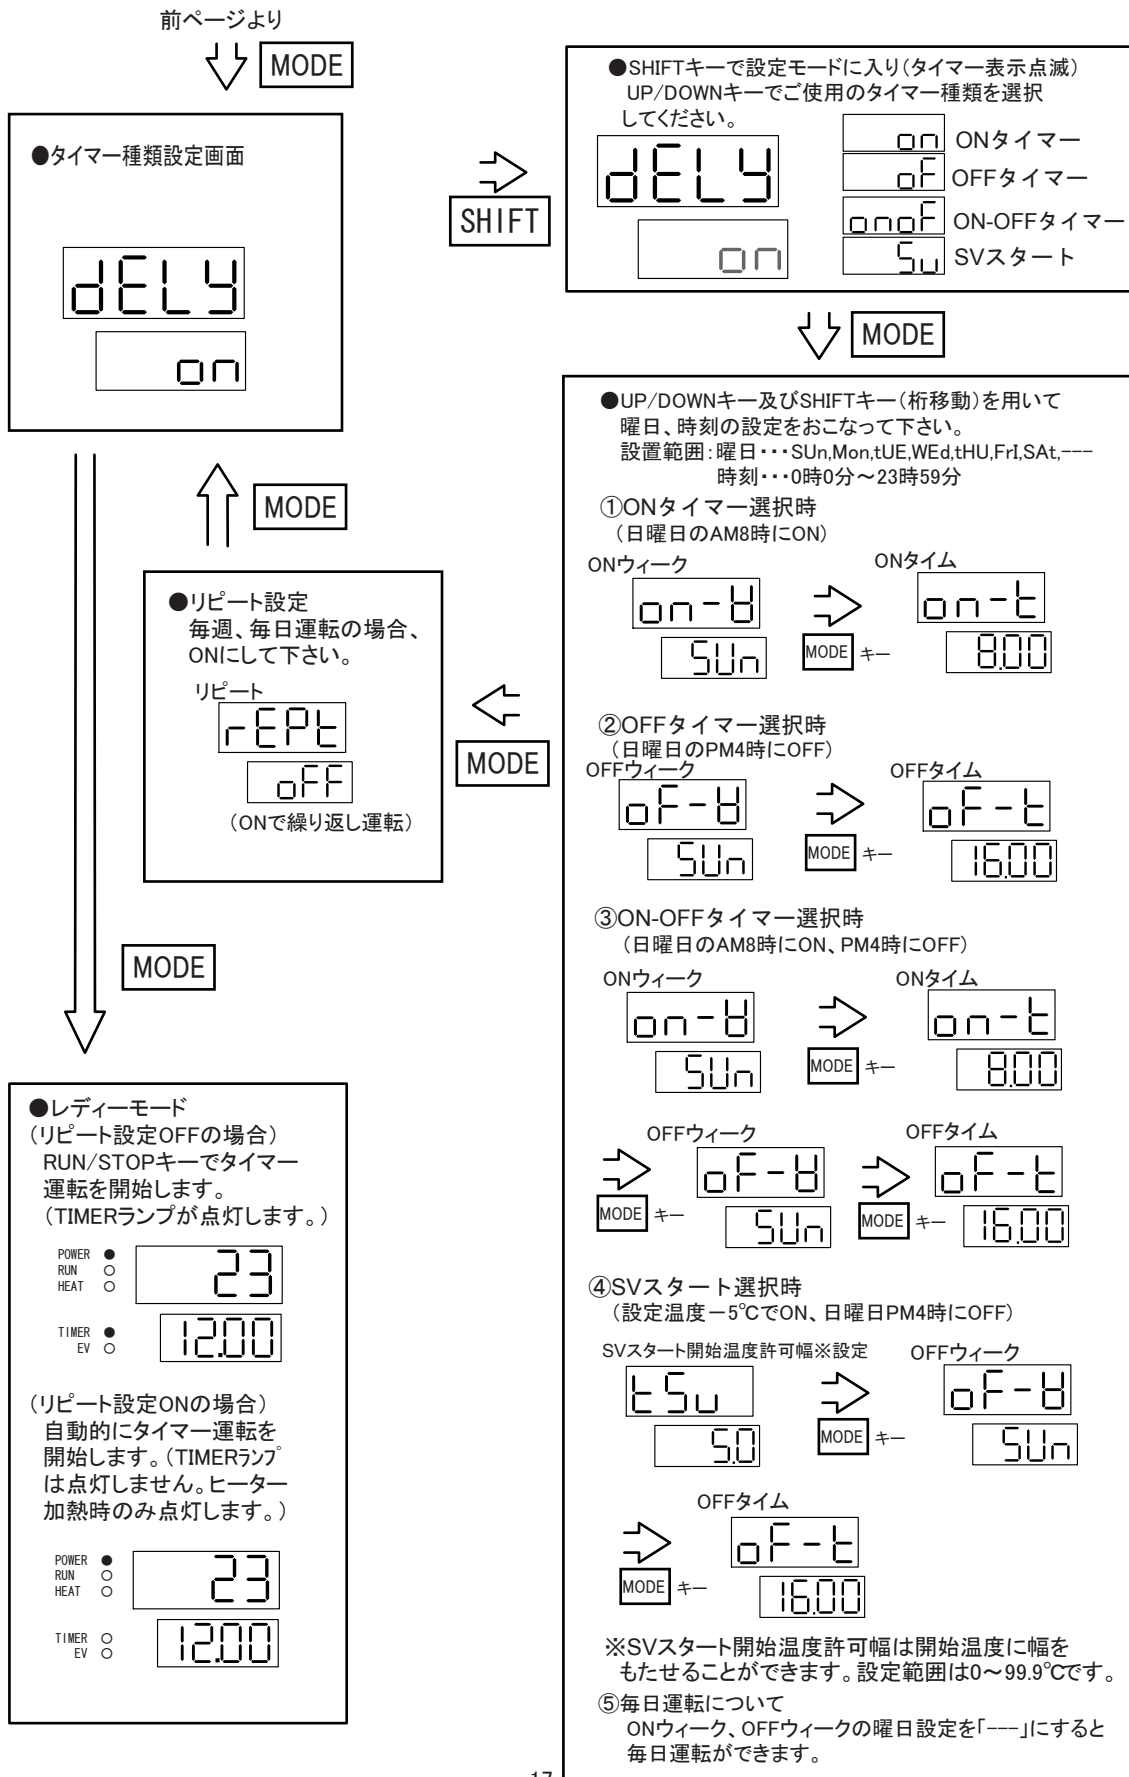 前ページより
MODE
●タイマー種類設定画面
dELY
on
SHIFT
●SHIFTキーで設定モードに入り(タイマー表示点滅)
UP/DOWNキーでご使用のタイマー種類を選択
してください。
dELY
on
on ONタイマー
oF OFFタイマー
onoF ON-OFFタイマー
Su SVスタート
MODE
●UP/DOWNキー及びSHIFTキー(桁移動)を用いて
曜日、時刻の設定をおこなって下さい。
設置範囲:曜日・・・SUn,Mon,tUE,WEd,tHU,FrI,SAt,---
時刻・・・0時0分~23時59分
①ONタイマー選択時
(日曜日のAM8時にON)
ONウィーク ONタイム
on-W on-t
SUn MODE キー 8.00
②OFFタイマー選択時
(日曜日のPM4時にOFF)
OFFウィーク OFFタイム
oF-W oF-t
SUn MODE キー 16.00
③ON-OFFタイマー選択時
(日曜日のAM8時にON、PM4時にOFF)
ONウィーク ONタイム
on-W on-t
SUn MODE キー 8.00
OFFウィーク OFFタイム
oF-W oF-t
MODE キー SUn MODE キー 16.00
④SVスタート選択時
(設定温度-5℃でON、日曜日PM4時にOFF)
SVスタート開始温度許可幅※設定 OFFウィーク
tSu oF-W
5.0 MODE キー SUn
OFFタイム
oF-t
MODE キー 16.00
※SVスタート開始温度許可幅は開始温度に幅を
もたせることができます。設定範囲は0~99.9℃です。
⑤毎日運転について
ONウィーク、OFFウィークの曜日設定を「---」にすると
毎日運転ができます。
MODE
●リピート設定
毎週、毎日運転の場合、
ONにして下さい。
リピート
rEPt
oFF
(ONで繰り返し運転)
MODE
MODE
●レディーモード
(リピート設定OFFの場合)
RUN/STOPキーでタイマー
運転を開始します。
(TIMERランプが点灯します。)
POWER ●
RUN ○
HEAT ○
23
TIMER ●
EV ○
12.00
(リピート設定ONの場合)
自動的にタイマー運転を
開始します。(TIMERランプ
は点灯しません。ヒーター
加熱時のみ点灯します。)
POWER ●
RUN ○
HEAT ○
23
TIMER ○
EV ○
12.00
17